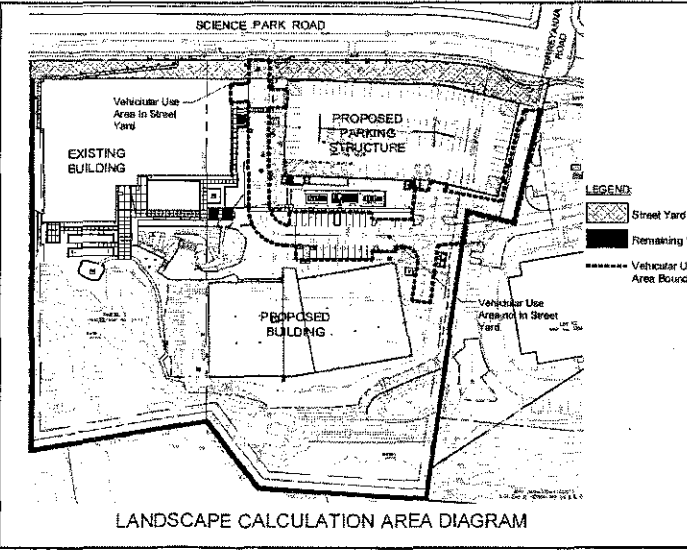 SCIENCE PARK ROAD
ROAD
Vehicular Use
Area in Street
Yard
PROPOSED
PARKING
STRUCTURE
EXISTING
BUILDING
LEGEND:
Street Yard
Remaining
Vehicular U
Area Bound
PROPOSED
BUILDING
Vehicular Use
Area not in Street
Yard
LANDSCAPE CALCULATION AREA DIAGRAM